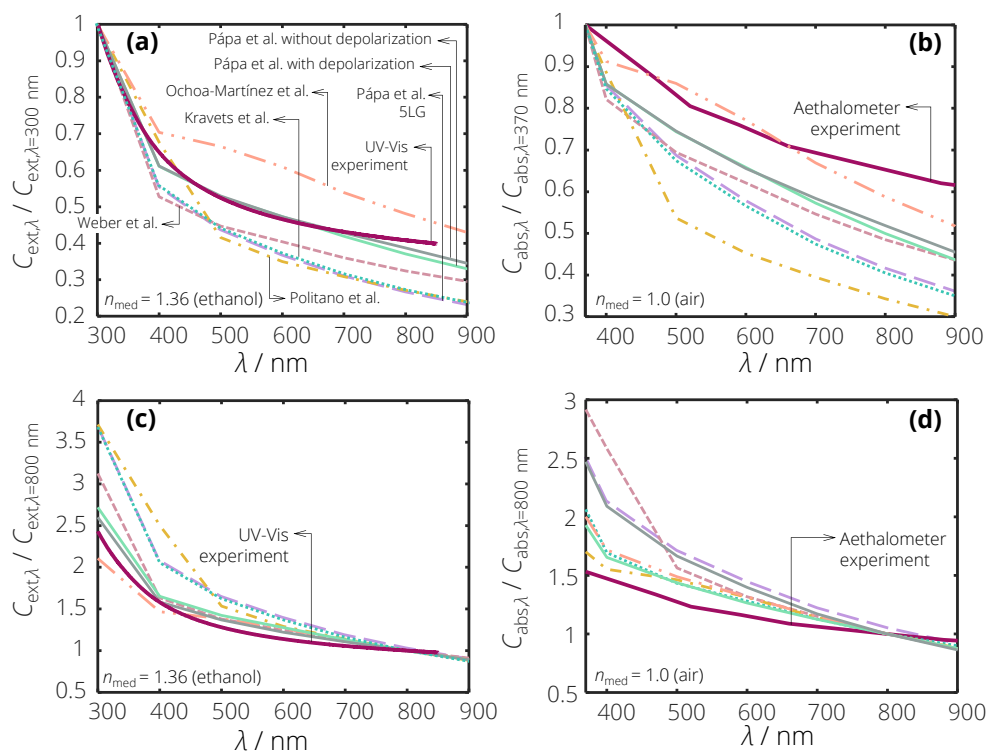 (a)
Pápa et al. without depolarization
Pápa et al. with depolarization
Ochoa-Martínez et al.
Pápa et al.
5LG
Kravets et al.
UV-Vis
experiment
Weber et al.
Politano et al.
n_med = 1.36 (ethanol)
C_ext,λ / C_ext,λ=300 nm
1
0.9
0.8
0.7
0.6
0.5
0.4
0.3
0.2
300 400 500 600 700 800 900
λ / nm
(b)
Aethalometer
experiment
n_med = 1.0 (air)
C_abs,λ / C_abs,λ=370 nm
1
0.9
0.8
0.7
0.6
0.5
0.4
0.3
400 500 600 700 800 900
λ / nm
(c)
UV-Vis
experiment
n_med = 1.36 (ethanol)
C_ext,λ / C_ext,λ=800 nm
4
3.5
3
2.5
2
1.5
1
0.5
300 400 500 600 700 800 900
λ / nm
(d)
Aethalometer
experiment
n_med = 1.0 (air)
C_abs,λ / C_abs,λ=800 nm
3
2.5
2
1.5
1
0.5
400 500 600 700 800 900
λ / nm